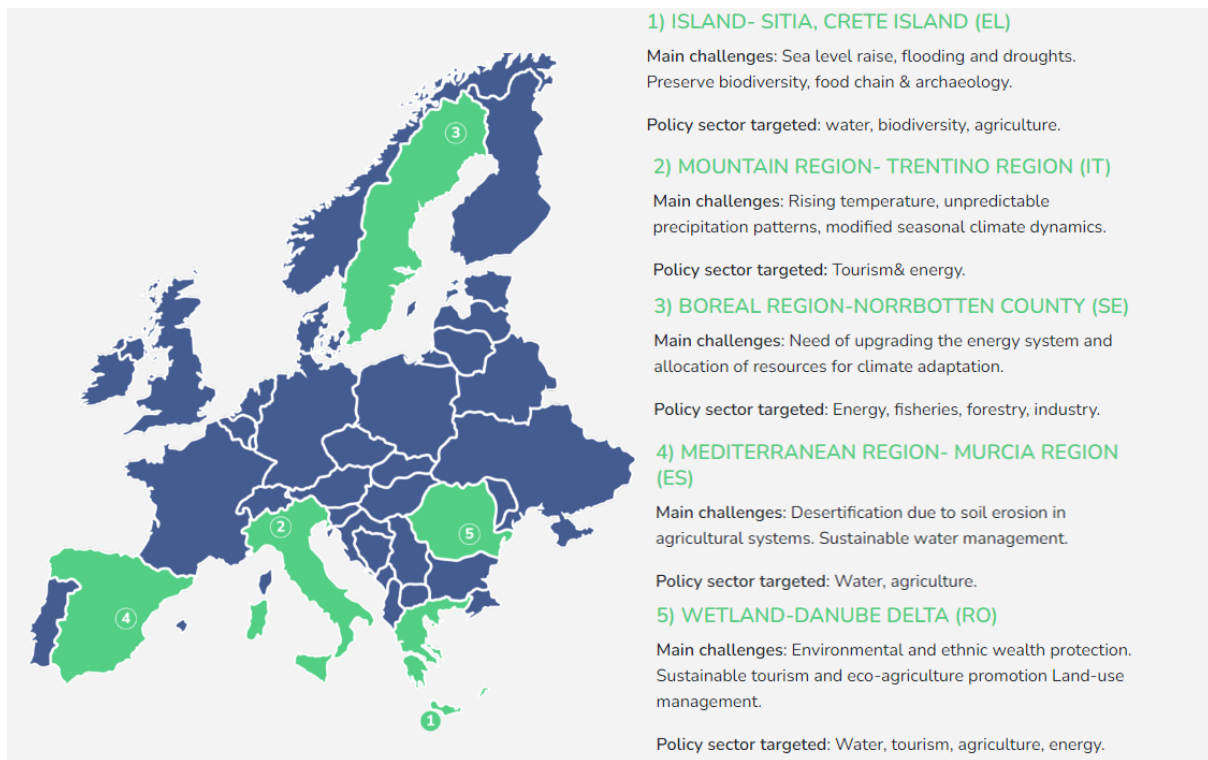 1) ISLAND- SITIA, CRETE ISLAND (EL)
Main challenges: Sea level raise, flooding and droughts.
Preserve biodiversity, food chain & archaeology.
Policy sector targeted: water, biodiversity, agriculture.
2) MOUNTAIN REGION- TRENTINO REGION (IT)
Main challenges: Rising temperature, unpredictable
precipitation patterns, modified seasonal climate dynamics.
Policy sector targeted: Tourism& energy.
3) BOREAL REGION-NORRBOTTEN COUNTY (SE)
Main challenges: Need of upgrading the energy system and
allocation of resources for climate adaptation.
Policy sector targeted: Energy, fisheries, forestry, industry.
4) MEDITERRANEAN REGION- MURCIA REGION
(ES)
Main challenges: Desertification due to soil erosion in
agricultural systems. Sustainable water management.
Policy sector targeted: Water, agriculture.
5) WETLAND-DANUBE DELTA (RO)
Main challenges: Environmental and ethnic wealth protection.
Sustainable tourism and eco-agriculture promotion Land-use
management.
Policy sector targeted: Water, tourism, agriculture, energy.
3
2
5
4
1